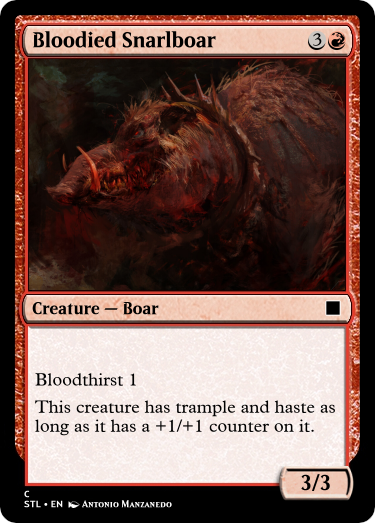 Bloodied Snarlboar 3
Creature — Boar
Bloodthirst 1
This creature has trample and haste as
long as it has a +1/+1 counter on it.
3/3
C
STL • EN Antonio Manzanedo